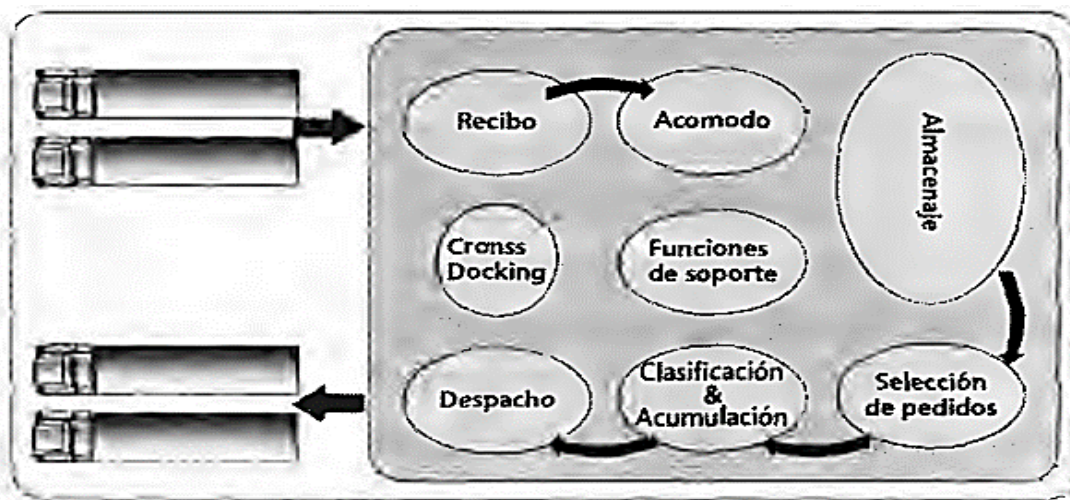 Recibo
Acomodo
Almacenaje
Cronss
Docking
Funciones
de soporte
Despacho
Clasificación
&
Acumulación
Selección
de pedidos